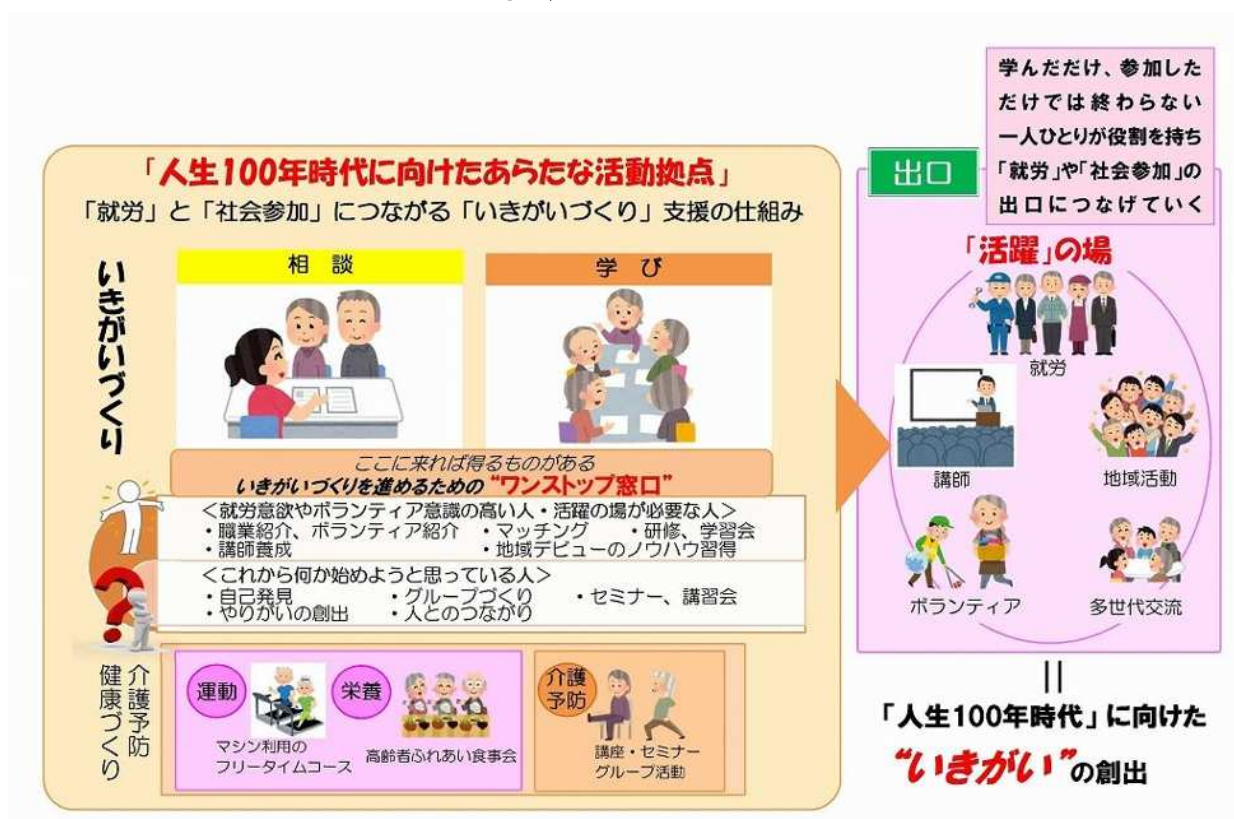 「人生100年時代に向けたあらたな活動拠点」
「就労」と「社会参加」につながる「いきがいづくり」支援の仕組み
いきがいづくり
相 談
学 び
ここに来れば得るものがある
いきがいづくりを進めるための “ワンストップ窓口”
＜就労意欲やボランティア意識の高い人・活躍の場が必要な人＞
・職業紹介、ボランティア紹介 ・マッチング ・研修、学習会
・講師養成 ・地域デビューのノウハウ習得
＜これから何か始めようと思っている人＞
・自己発見 ・グループづくり ・セミナー、講習会
・やりがいの創出 ・人とのつながり
介護予防
健康づくり
運動
マシン利用の
フリータイムコース
栄養
高齢者ふれあい食事会
介護
予防
講座・セミナー
グループ活動
出口
学んだだけ、参加した
だけでは終わらない
一人ひとりが役割を持ち
「就労」や「社会参加」の
出口につなげていく
「活躍」の場
就労
講師
地域活動
ボランティア
多世代交流
「人生100年時代」に向けた
“いきがい”の創出